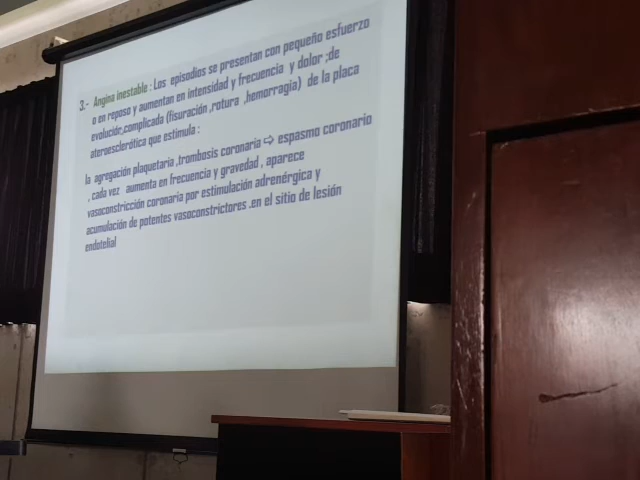 3.- Angina inestable : Los episodios se presentan con pequeño esfuerzo
o en reposo y aumentan en intensidad y frecuencia y dolor ;de
evolución,complicada (fisuración ,rotura ,hemorragia) de la placa
ateroesclerótica que estimula :
la agregación plaquetaria ,trombosis coronaria ⇨ espasmo coronario
, cada vez aumenta en frecuencia y gravedad , aparece
vasoconstricción coronaria por estimulación adrenérgica y
acumulación de potentes vasoconstrictores .en el sitio de lesión
endotelial